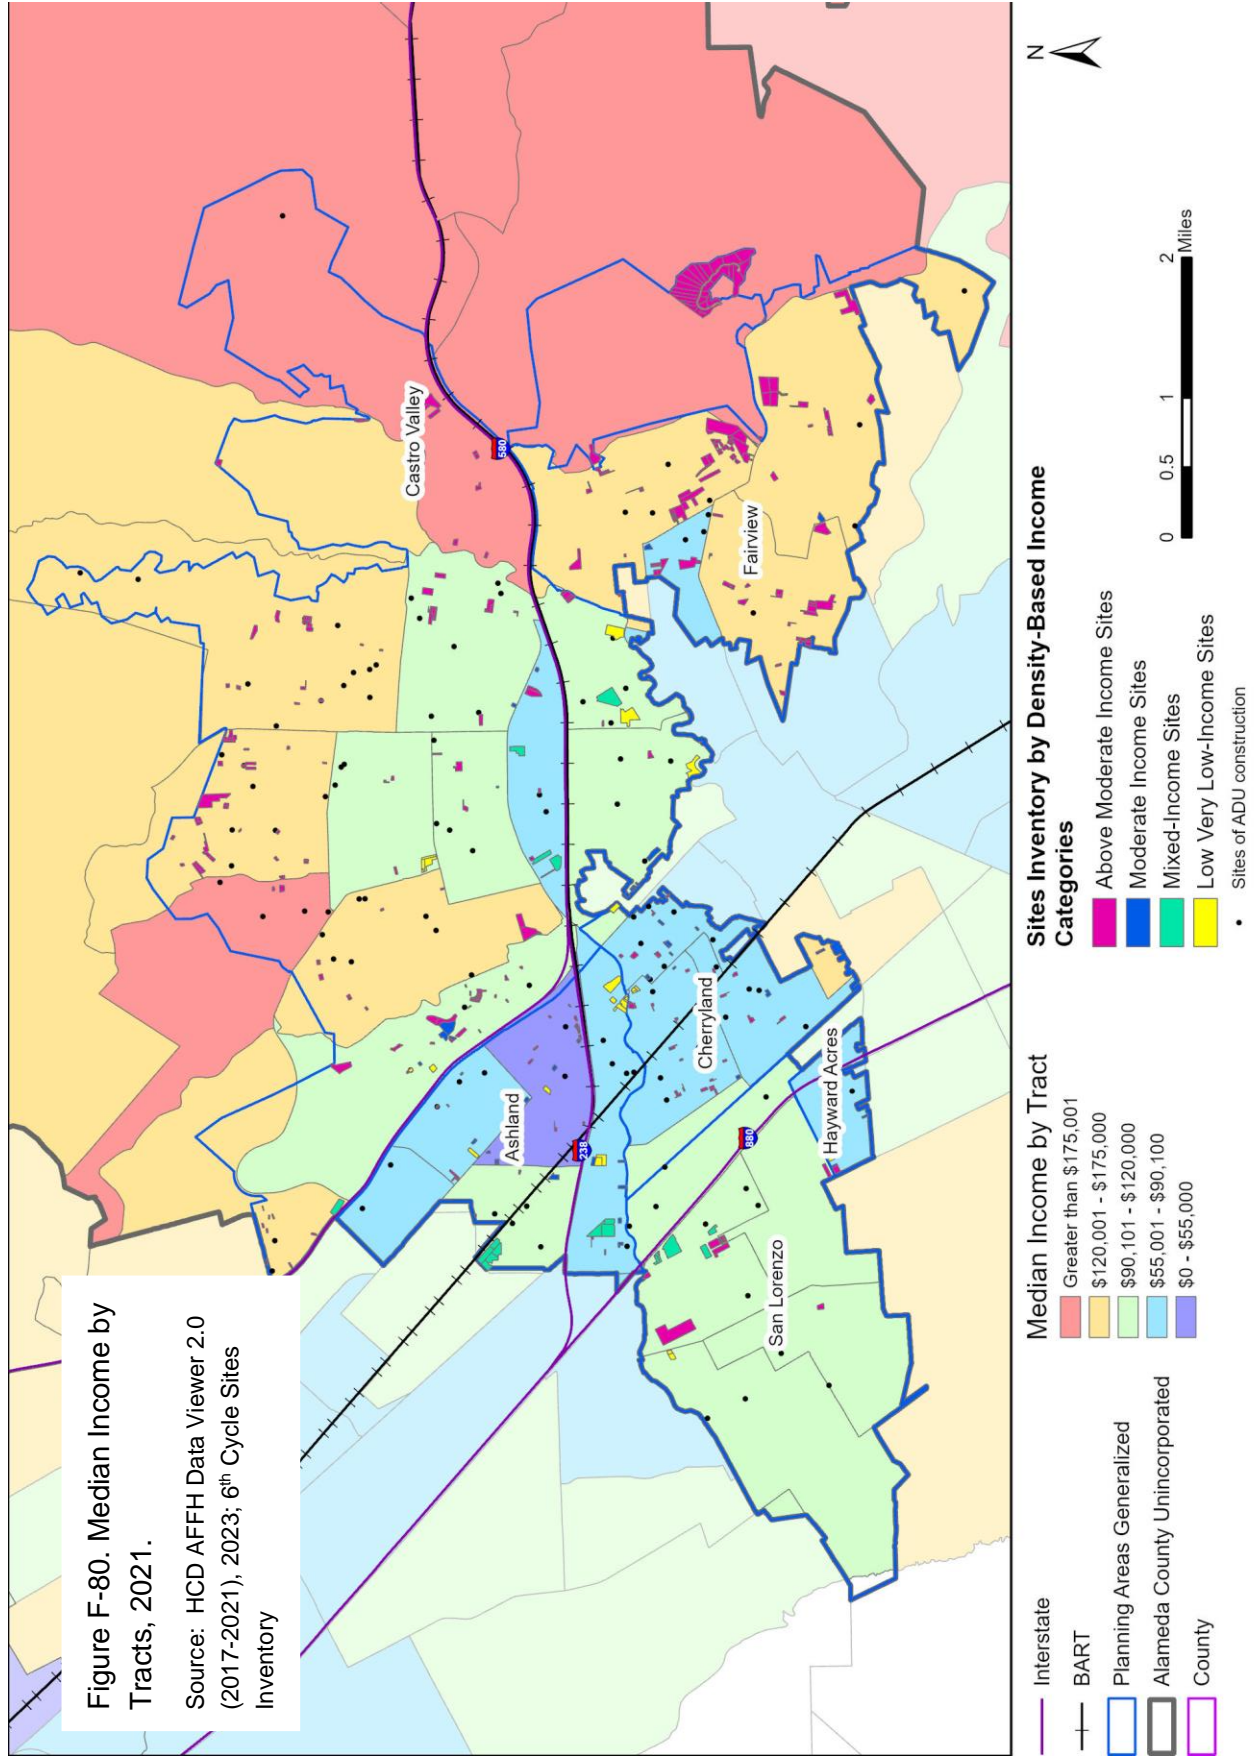 Figure F-80. Median Income by
Tracts, 2021.
Source: HCD AFFH Data Viewer 2.0
(2017-2021), 2023; 6th Cycle Sites
Inventory
Castro Valley
580
Fairview
Ashland
238
Cherryland
880
Hayward Acres
San Lorenzo
Interstate
BART
Planning Areas Generalized
Alameda County Unincorporated
County
Median Income by Tract
Greater than $175,001
$120,001 - $175,000
$90,101 - $120,000
$55,001 - $90,100
$0 - $55,000
Sites Inventory by Density-Based Income
Categories
Above Moderate Income Sites
Moderate Income Sites
Mixed-Income Sites
Low Very Low-Income Sites
Sites of ADU construction
0 0.5 1 2
Miles
N